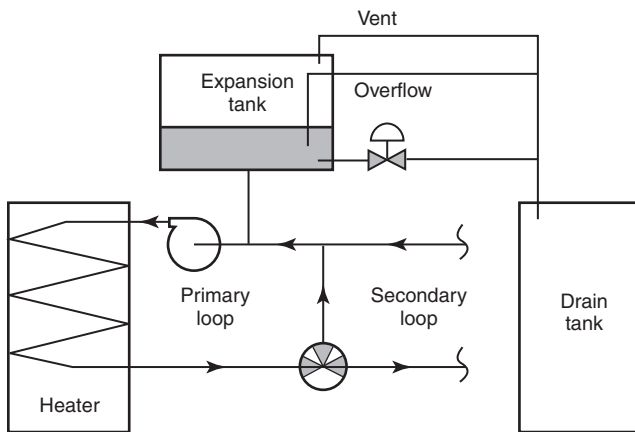 Vent
Expansion
tank
Overflow
Primary
loop
Secondary
loop
Drain
tank
Heater